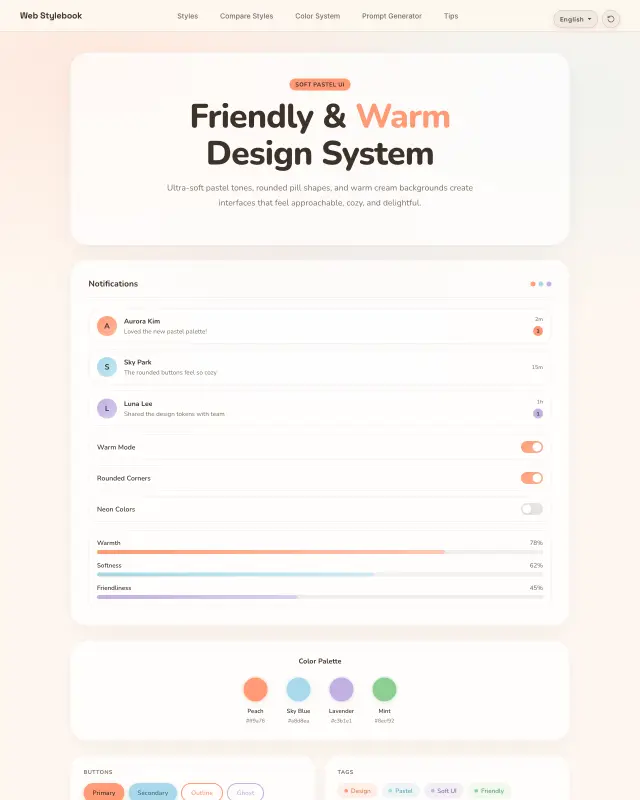 Web Stylebook
Styles
Compare Styles
Color System
Prompt Generator
Tips
English
SOFT PASTEL UI
Friendly & Warm
Design System
Ultra-soft pastel tones, rounded pill shapes, and warm cream backgrounds create
interfaces that feel approachable, cozy, and delightful.
Notifications
A
Aurora Kim
2m
Loved the new pastel palette!
S
Sky Park
The rounded buttons feel so cozy
15m
L
Luna Lee
1h
Shared the design tokens with team
1
Warm Mode
Rounded Corners
Neon Colors
Warmth
78%
Softness
62%
Friendliness
45%
Color Palette
Peach
Sky Blue
Lavender
Mint
BUTTONS
Primary
Secondary
Outline
Ghost
TAGS
Design
Pastel
Soft UI
Friendly